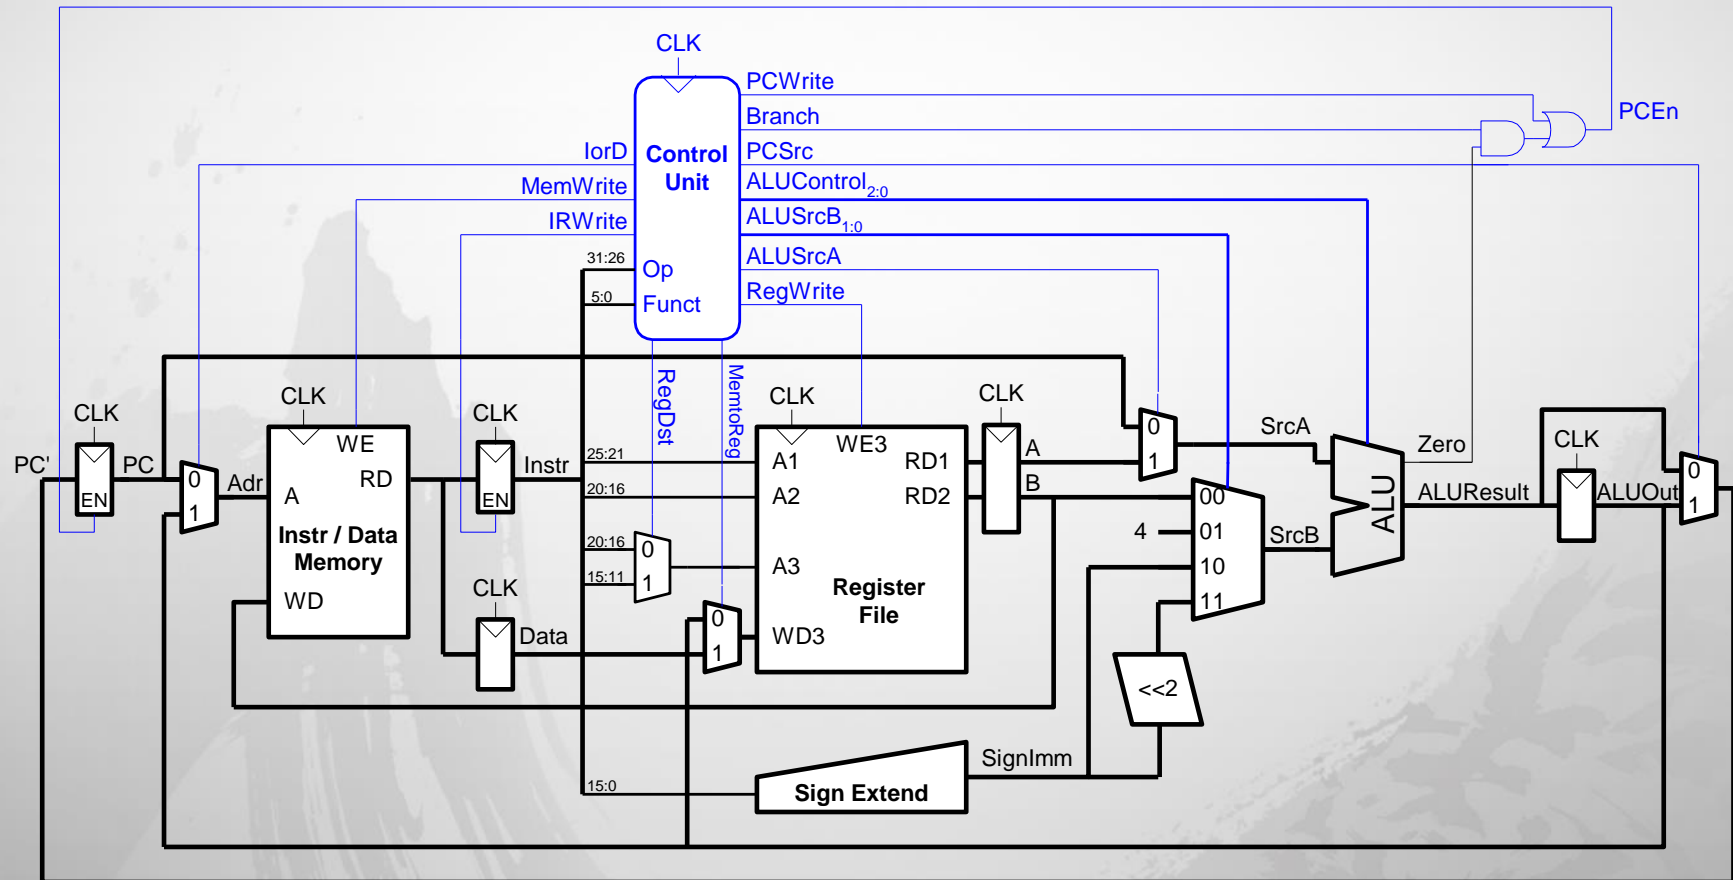 CLK
PCWrite
Branch
PCEn
IorD
Control
Unit
PCSrc
MemWrite
ALUControl2:0
IRWrite
ALUSrcB1:0
31:26
Op
ALUSrcA
5:0
Funct
RegWrite
RegDst
MemtoReg
CLK
CLK
CLK
CLK
CLK
PC'
EN
PC
0
1
Adr
WE
RD
A
Instr / Data
Memory
WD
EN
Instr
CLK
Data
25:21
20:16
20:16
15:11
0
1
0
1
A1
A2
A3
WD3
WE3
RD1
RD2
Register
File
A
B
0
1
SrcA
4
00
01
10
11
SrcB
ALU
Zero
ALUResult
CLK
ALUOut
0
1
<<2
SignImm
15:0
Sign Extend